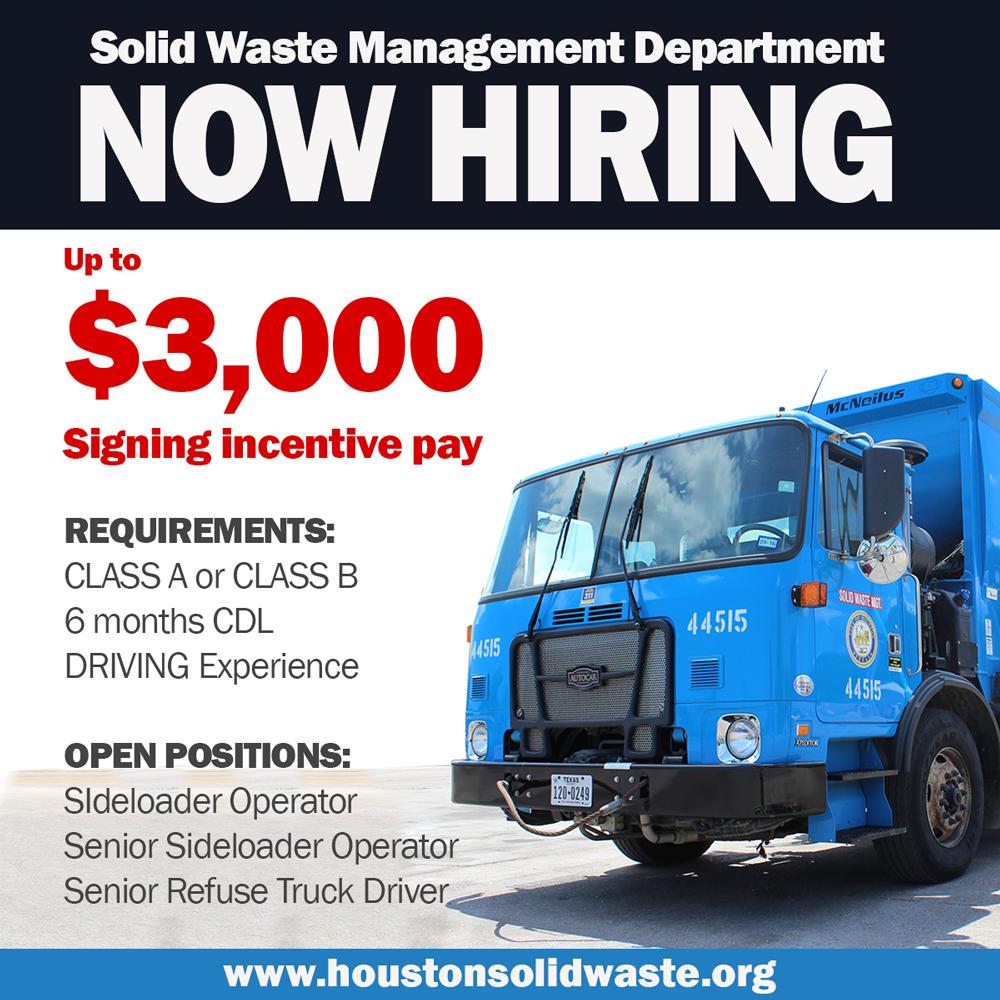 Solid Waste Management Department
NOW HIRING
Up to
$3,000
Signing incentive pay
REQUIREMENTS:
CLASS A or CLASS B
6 months CDL
DRIVING Experience
OPEN POSITIONS:
SIdeloader Operator
Senior Sideloader Operator
Senior Refuse Truck Driver
McNeilus
311
SOLID WASTE MGT.
44515
44515
44515
AUTOCAR
XPEDITOR
TEXAS
120-0249
www.houstonsolidwaste.org